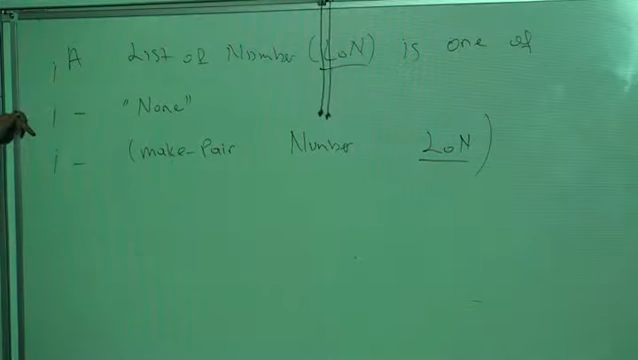 ; A List of Number (LoN) is one of
; - "None"
; - (make-Pair Number LoN)